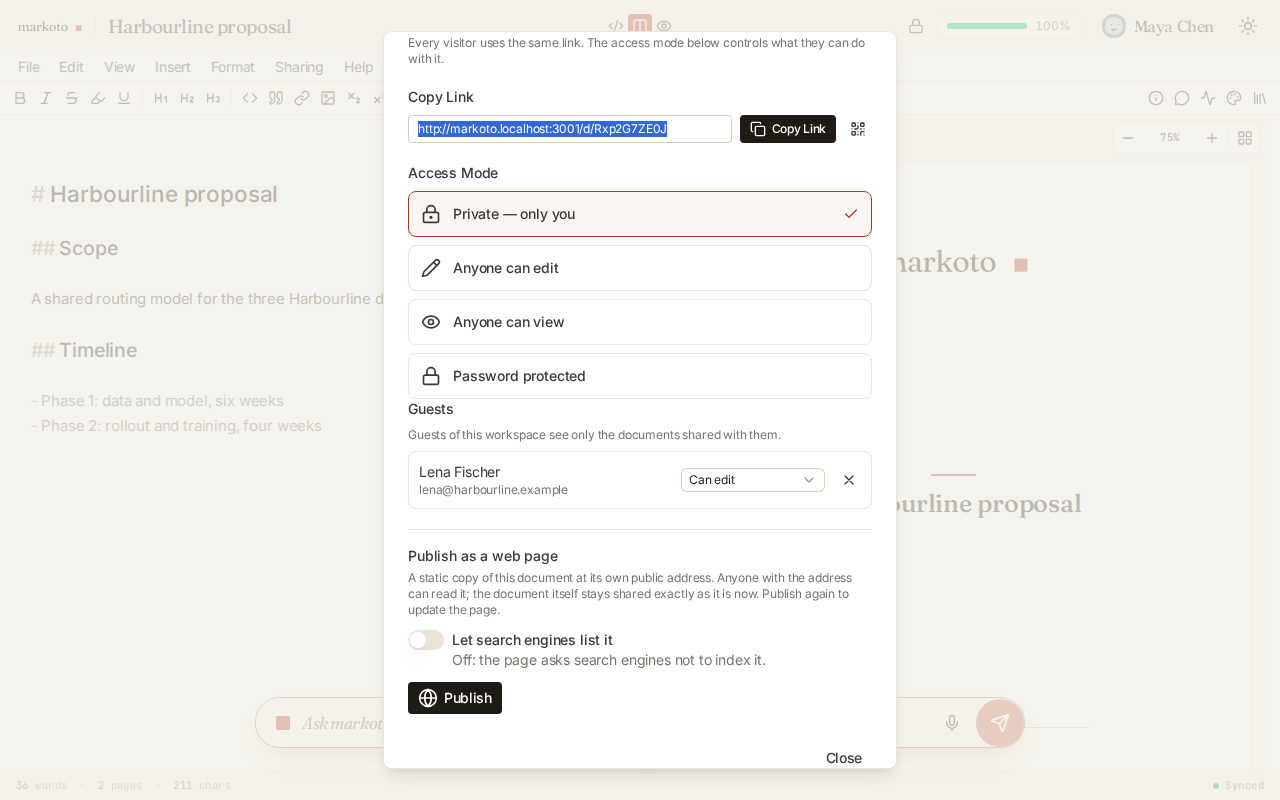 markoto
Harbourline proposal
100%
Maya Chen
File Edit View Insert Format Sharing Help
H1 H2 H3
75%
# Harbourline proposal
## Scope
A shared routing model for the three Harbourline d
## Timeline
- Phase 1: data and model, six weeks
- Phase 2: rollout and training, four weeks
Every visitor uses the same link. The access mode below controls what they can do
with it.
Copy Link
http://markoto.localhost:3001/d/Rxp2G7ZE0J
Copy Link
Access Mode
Private — only you
Anyone can edit
Anyone can view
Password protected
Guests
Guests of this workspace see only the documents shared with them.
Lena Fischer
lena@harbourline.example
Can edit
Publish as a web page
A static copy of this document at its own public address. Anyone with the address
can read it; the document itself stays shared exactly as it is now. Publish again to
update the page.
Let search engines list it
Off: the page asks search engines not to index it.
Publish
Close
arkoto
ourline proposal
Ask markot
36 words · 2 pages · 211 chars
Synced